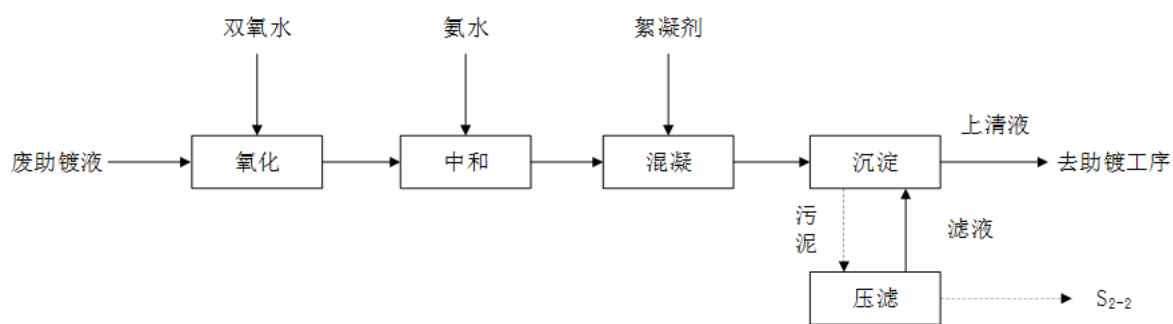 双氧水
氨水
絮凝剂
废助镀液
氧化
中和
混凝
沉淀
上清液
去助镀工序
污
泥
滤液
压滤
S2-2